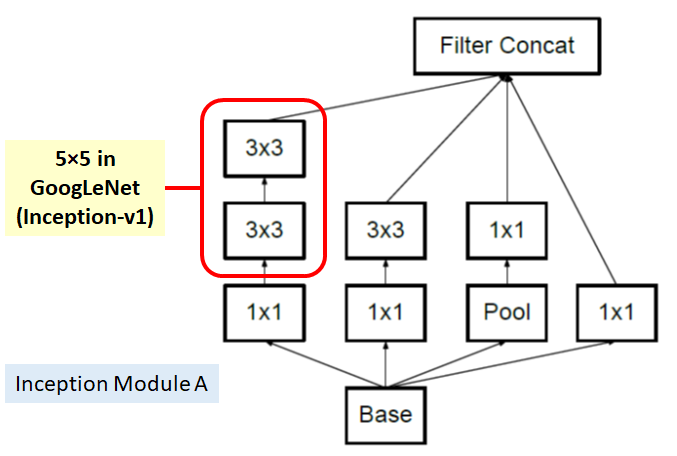 Filter Concat
3x3
5×5 in
GoogLeNet
(Inception-v1)
3x3
3x3
1x1
1x1
1x1
Pool
1x1
Inception Module A
Base